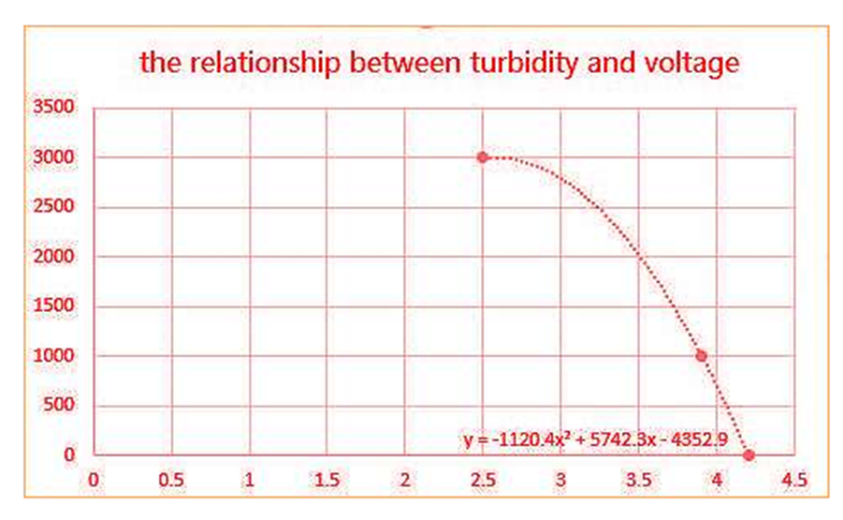 the relationship between turbidity and voltage
3500
3000
2500
2000
1500
1000
500
0
y = -1120.4x² + 5742.3x - 4352.9
0 0.5 1 1.5 2 2.5 3 3.5 4 4.5